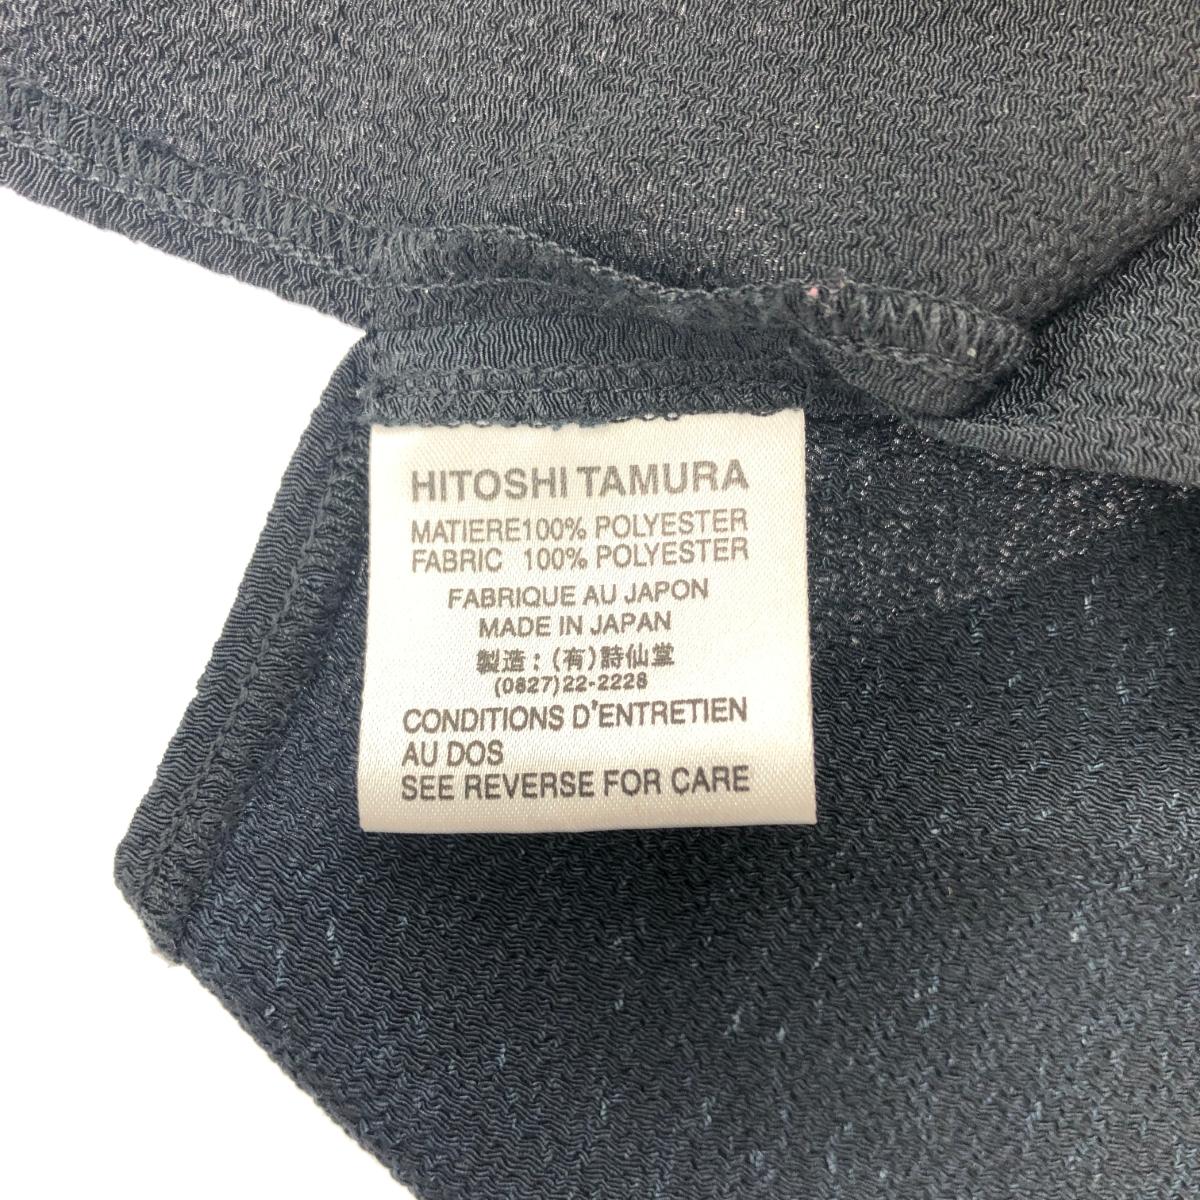 HITOSHI TAMURA
MATIERE100% POLYESTER
FABRIC 100% POLYESTER
FABRIQUE AU JAPON
MADE IN JAPAN
製造:(有)詩仙堂
(0827)22-2228
CONDITIONS D'ENTRETIEN
AU DOS
SEE REVERSE FOR CARE